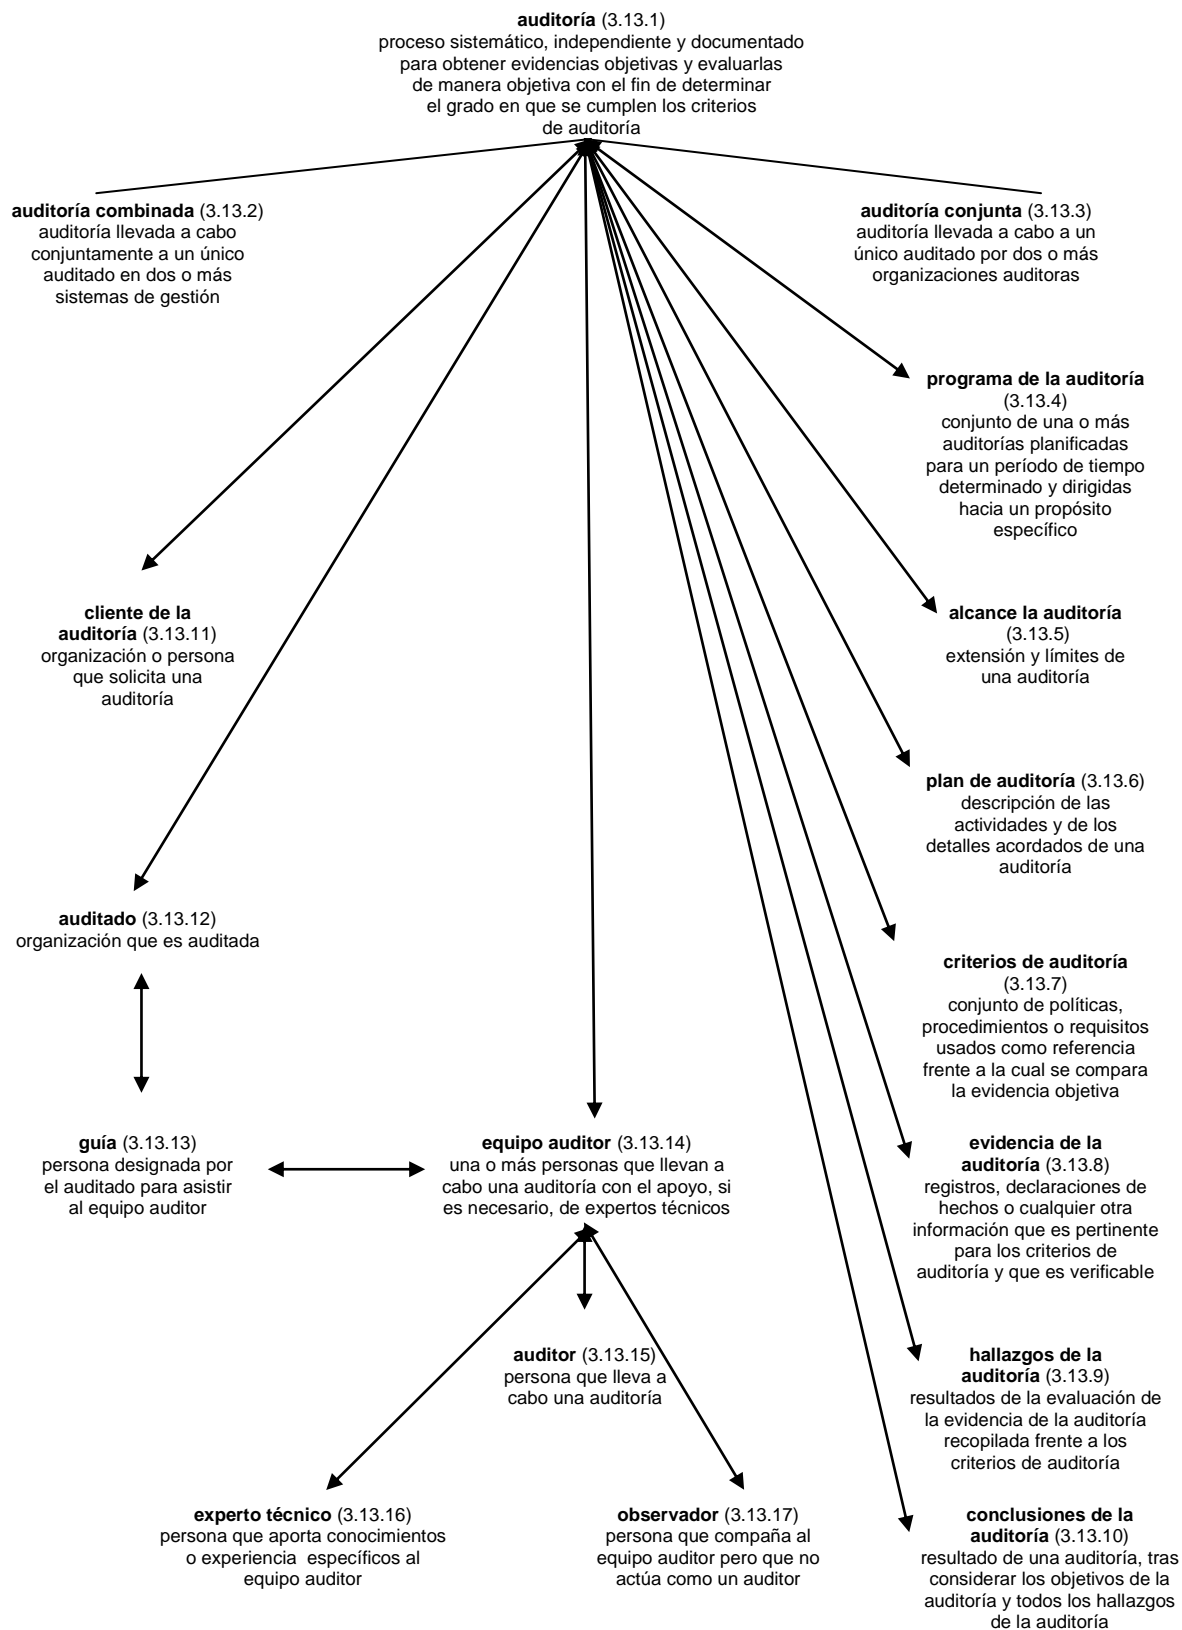 auditoría (3.13.1)
proceso sistemático, independiente y documentado
para obtener evidencias objetivas y evaluarlas
de manera objetiva con el fin de determinar
el grado en que se cumplen los criterios
de auditoría
auditoría combinada (3.13.2)
auditoría llevada a cabo
conjuntamente a un único
auditado en dos o más
sistemas de gestión
auditoría conjunta (3.13.3)
auditoría llevada a cabo a un
único auditado por dos o más
organizaciones auditoras
programa de la auditoría
(3.13.4)
conjunto de una o más
auditorías planificadas
para un período de tiempo
determinado y dirigidas
hacia un propósito
específico
cliente de la
auditoría (3.13.11)
organización o persona
que solicita una
auditoría
alcance la auditoría
(3.13.5)
extensión y límites de
una auditoría
plan de auditoría (3.13.6)
descripción de las
actividades y de los
detalles acordados de una
auditoría
auditado (3.13.12)
organización que es auditada
criterios de auditoría
(3.13.7)
conjunto de políticas,
procedimientos o requisitos
usados como referencia
frente a la cual se compara
la evidencia objetiva
guía (3.13.13)
persona designada por
el auditado para asistir
al equipo auditor
equipo auditor (3.13.14)
una o más personas que llevan a
cabo una auditoría con el apoyo, si
es necesario, de expertos técnicos
evidencia de la
auditoría (3.13.8)
registros, declaraciones de
hechos o cualquier otra
información que es pertinente
para los criterios de
auditoría y que es verificable
auditor (3.13.15)
persona que lleva a
cabo una auditoría
hallazgos de la
auditoría (3.13.9)
resultados de la evaluación de
la evidencia de la auditoría
recopilada frente a los
criterios de auditoría
experto técnico (3.13.16)
persona que aporta conocimientos
o experiencia específicos al
equipo auditor
observador (3.13.17)
persona que compaña al
equipo auditor pero que no
actúa como un auditor
conclusiones de la
auditoría (3.13.10)
resultado de una auditoría, tras
considerar los objetivos de la
auditoría y todos los hallazgos
de la auditoría